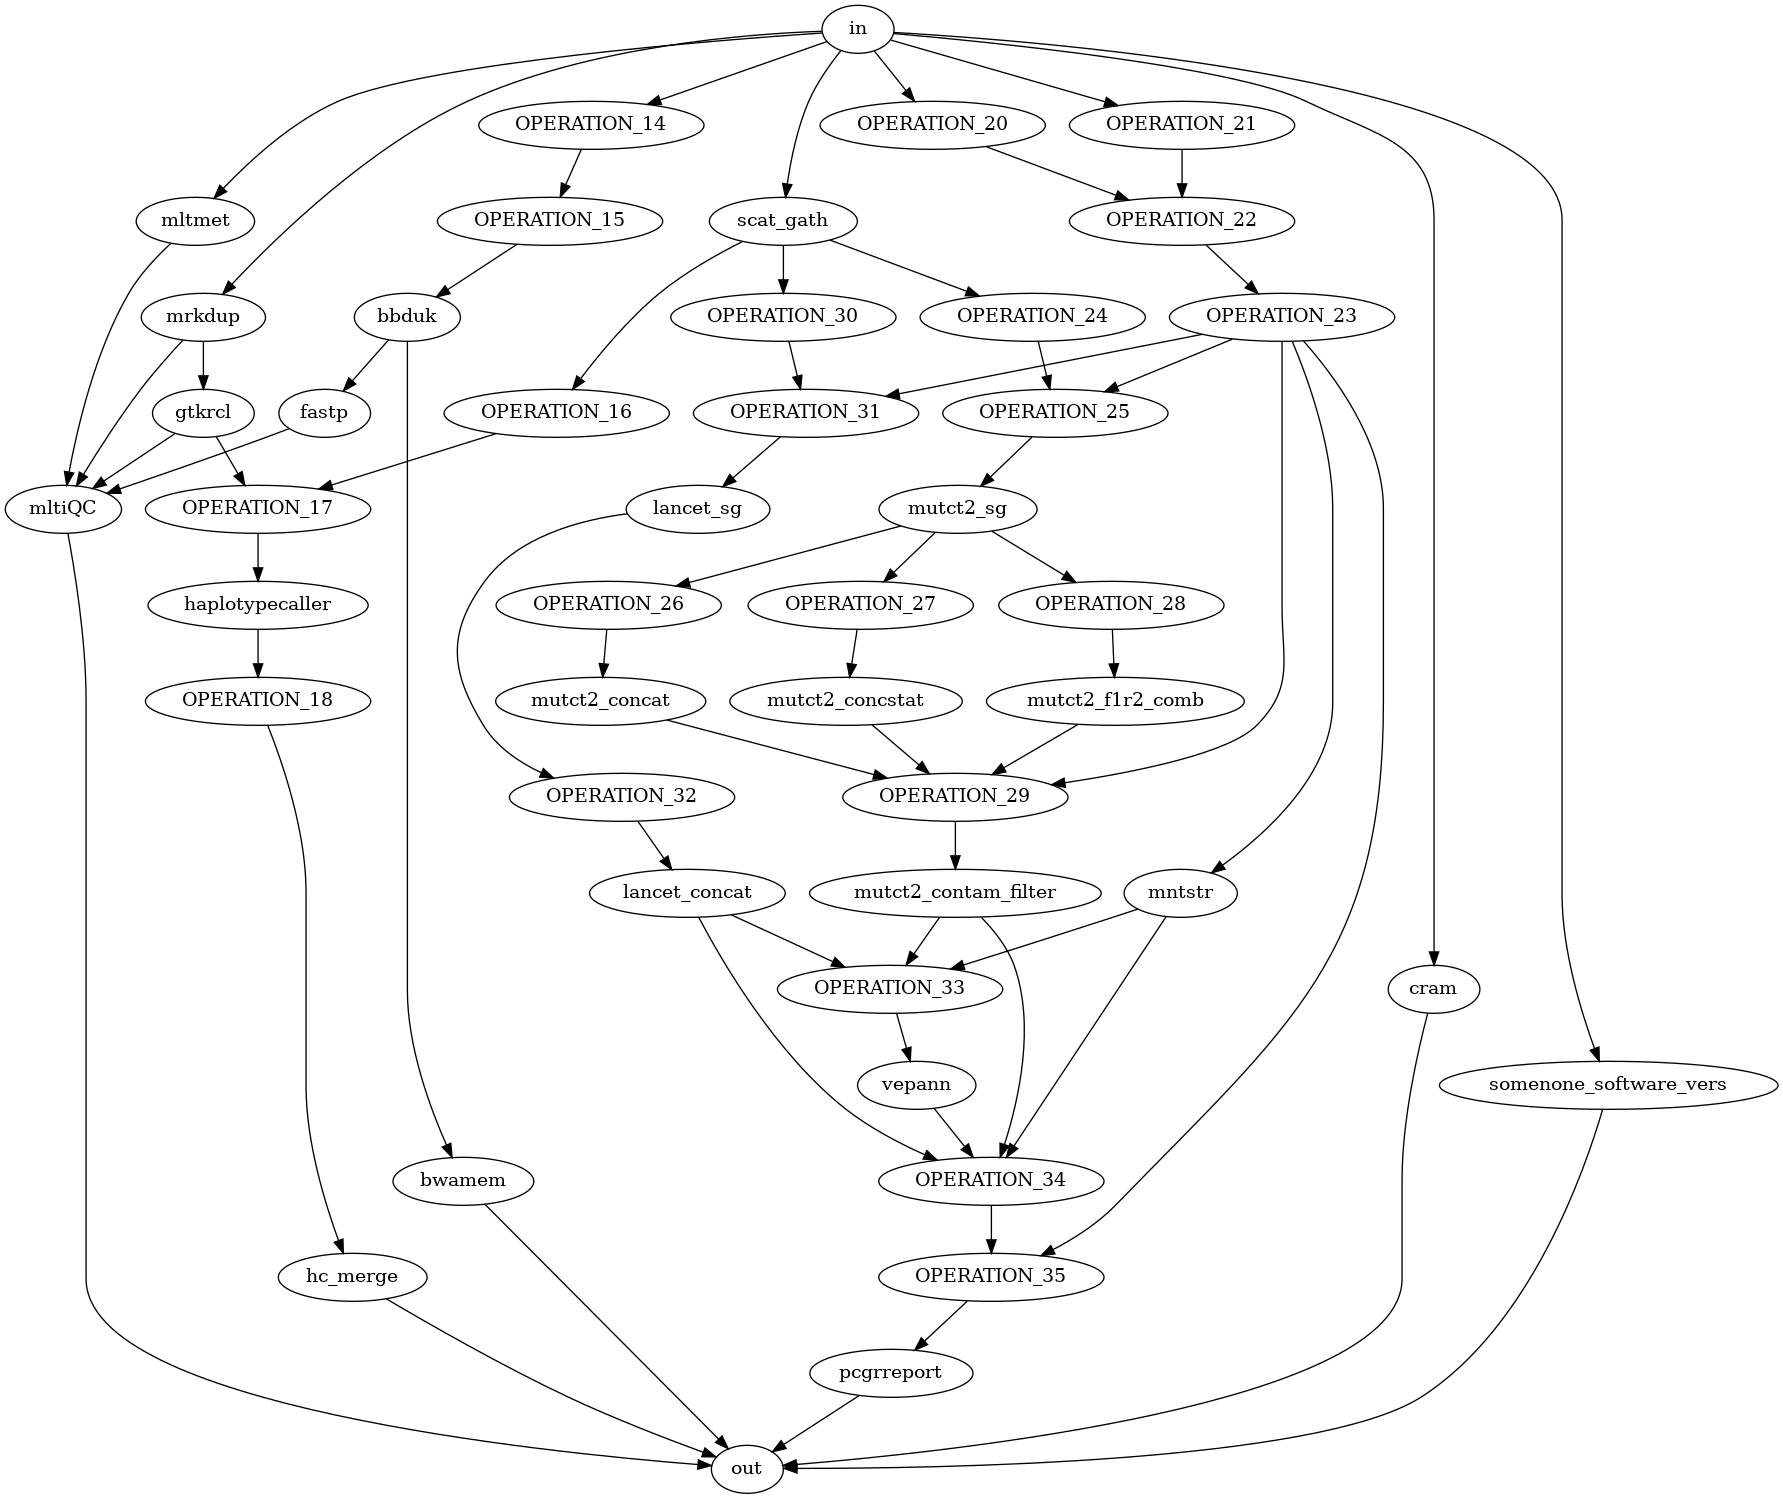 in
OPERATION_14
OPERATION_20
OPERATION_21
mltmet
OPERATION_15
scat_gath
OPERATION_22
mrkdup
bbduk
OPERATION_30
OPERATION_24
OPERATION_23
gtkrcl
fastp
OPERATION_16
OPERATION_31
OPERATION_25
mltiQC
OPERATION_17
lancet_sg
mutct2_sg
haplotypecaller
OPERATION_26
OPERATION_27
OPERATION_28
OPERATION_18
mutct2_concat
mutct2_concstat
mutct2_f1r2_comb
OPERATION_32
OPERATION_29
lancet_concat
mutct2_contam_filter
mntstr
OPERATION_33
cram
vepann
somenone_software_vers
bwamem
OPERATION_34
hc_merge
OPERATION_35
pcgrreport
out